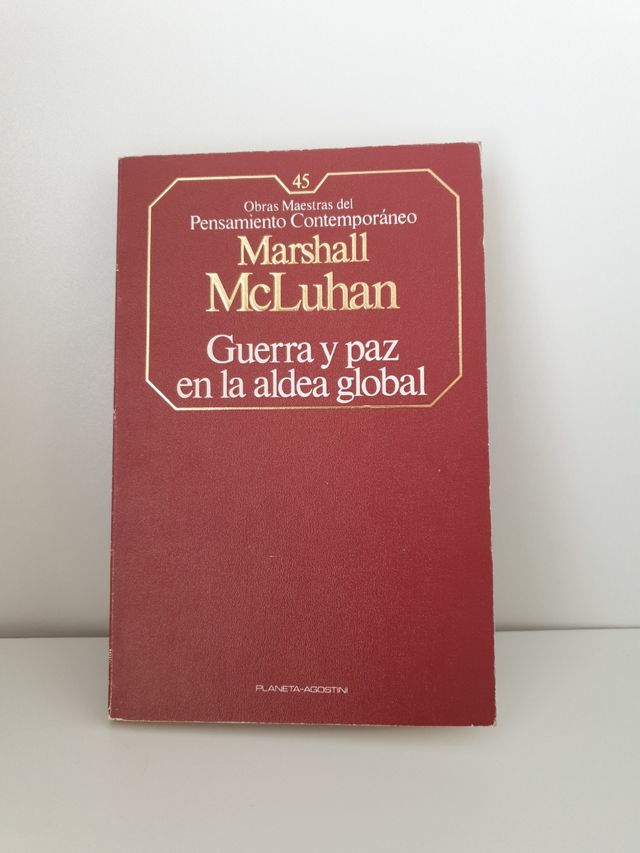 45
Obras Maestras del
Pensamiento Contemporáneo
Marshall
McLuhan
Guerra y paz
en la aldea global
PLANETA-AGOSTINI